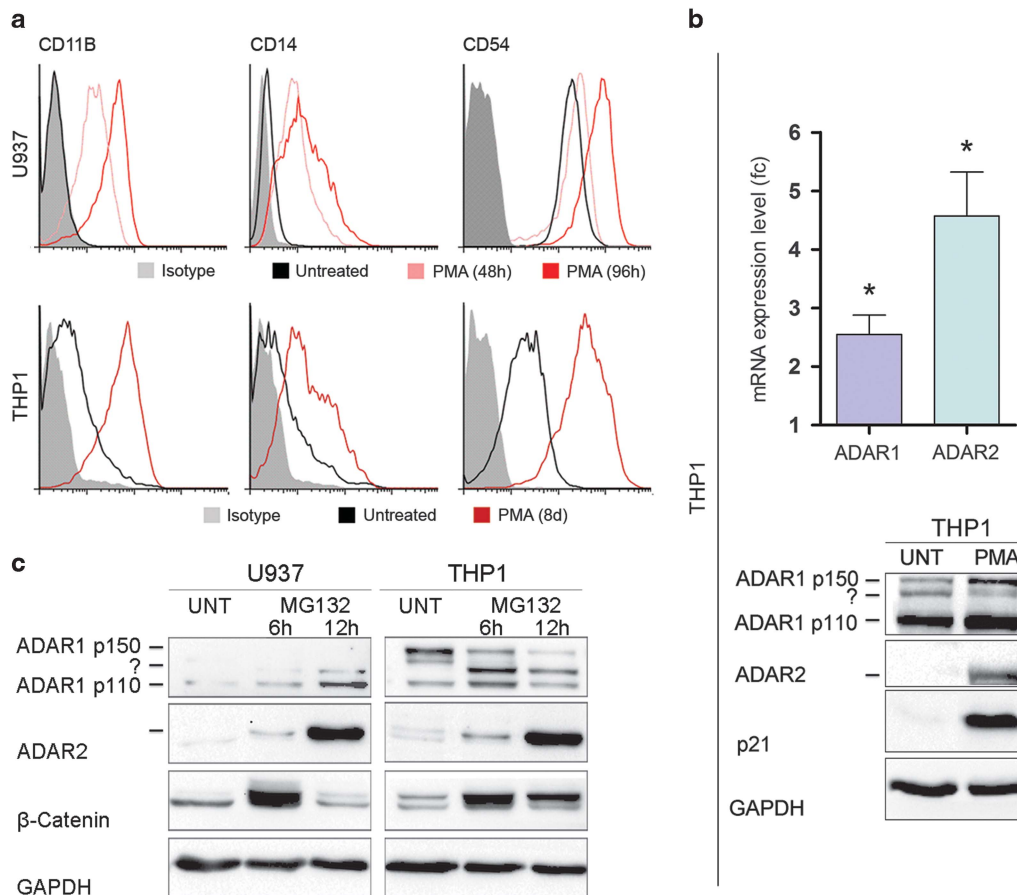 a
CD11B CD14 CD54
U937
Isotype Untreated PMA (48h) PMA (96h)
THP1
Isotype Untreated PMA (8d)
b
THP1
mRNA expression level (fc)
6
5
4
3
2
1
* *
ADAR1 ADAR2
THP1
UNT PMA
ADAR1 p150
?
ADAR1 p110
ADAR2
p21
GAPDH
c
U937 THP1
UNT MG132 UNT MG132
6h 12h 6h 12h
ADAR1 p150
?
ADAR1 p110
ADAR2
β-Catenin
GAPDH